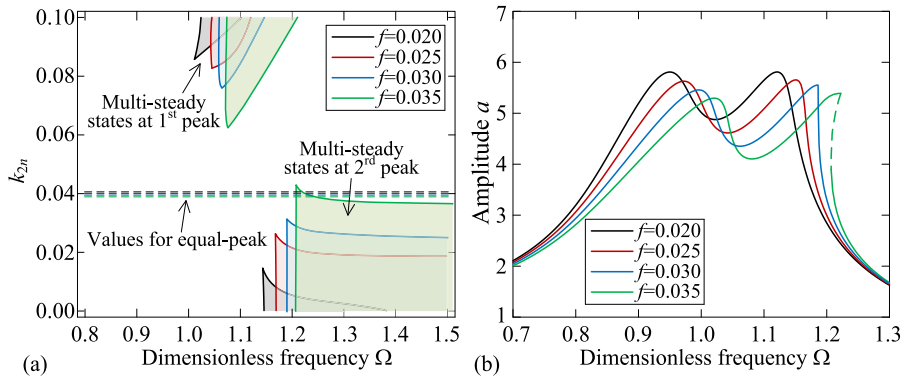 0.10
0.08
0.06
0.04
0.02
0.00
k2n
f=0.020
f=0.025
f=0.030
f=0.035
Multi-steady
states at 1st peak
Multi-steady
states at 2rd peak
Values for equal-peak
0.8 0.9 1.0 1.1 1.2 1.3 1.4 1.5
(a) Dimensionless frequency Ω
7
6
5
4
3
2
1
Amplitude a
f=0.020
f=0.025
f=0.030
f=0.035
0.7 0.8 0.9 1.0 1.1 1.2 1.3
(b) Dimensionless frequency Ω